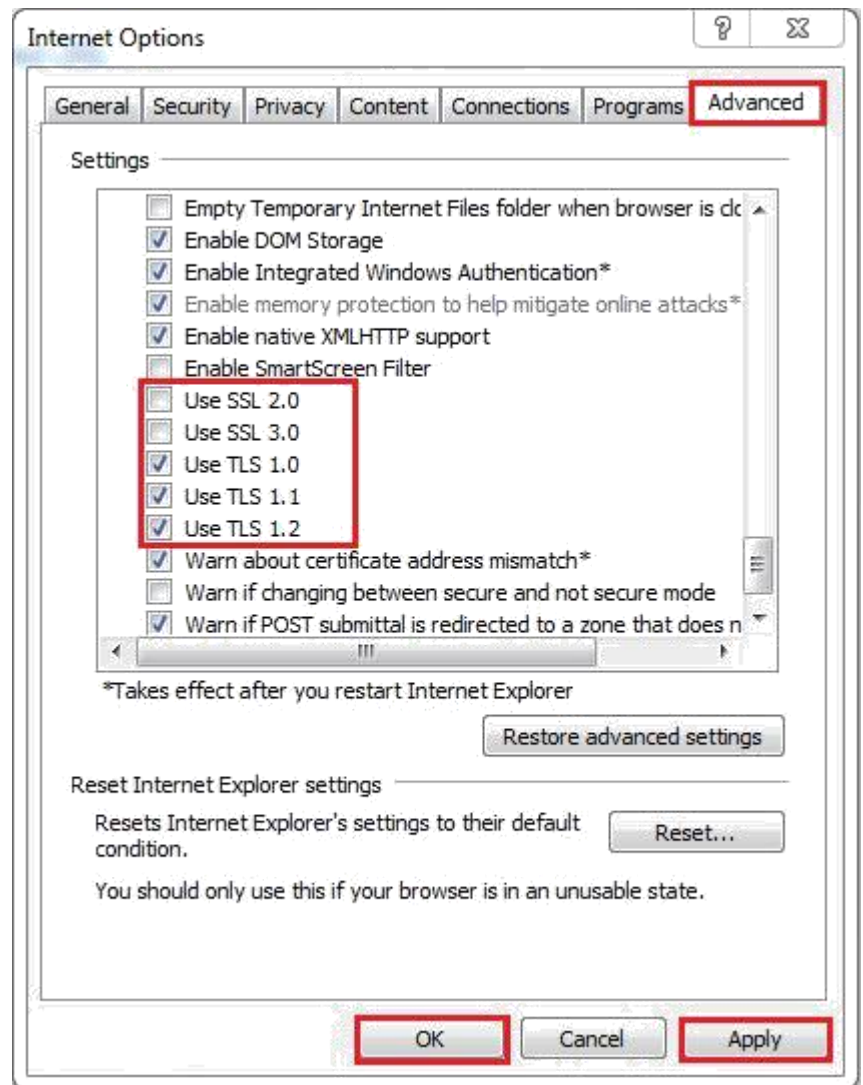 Internet Options
General Security Privacy Content Connections Programs Advanced
Settings
Empty Temporary Internet Files folder when browser is clc
Enable DOM Storage
Enable Integrated Windows Authentication*
Enable memory protection to help mitigate online attacks*
Enable native XMLHTTP support
Enable SmartScreen Filter
Use SSL 2.0
Use SSL 3.0
Use TLS 1.0
Use TLS 1.1
Use TLS 1.2
Warn about certificate address mismatch*
Warn if changing between secure and not secure mode
Warn if POST submittal is redirected to a zone that does n
*Takes effect after you restart Internet Explorer
Restore advanced settings
Reset Internet Explorer settings
Resets Internet Explorer's settings to their default
condition.
Reset...
You should only use this if your browser is in an unusable state.
OK Cancel Apply